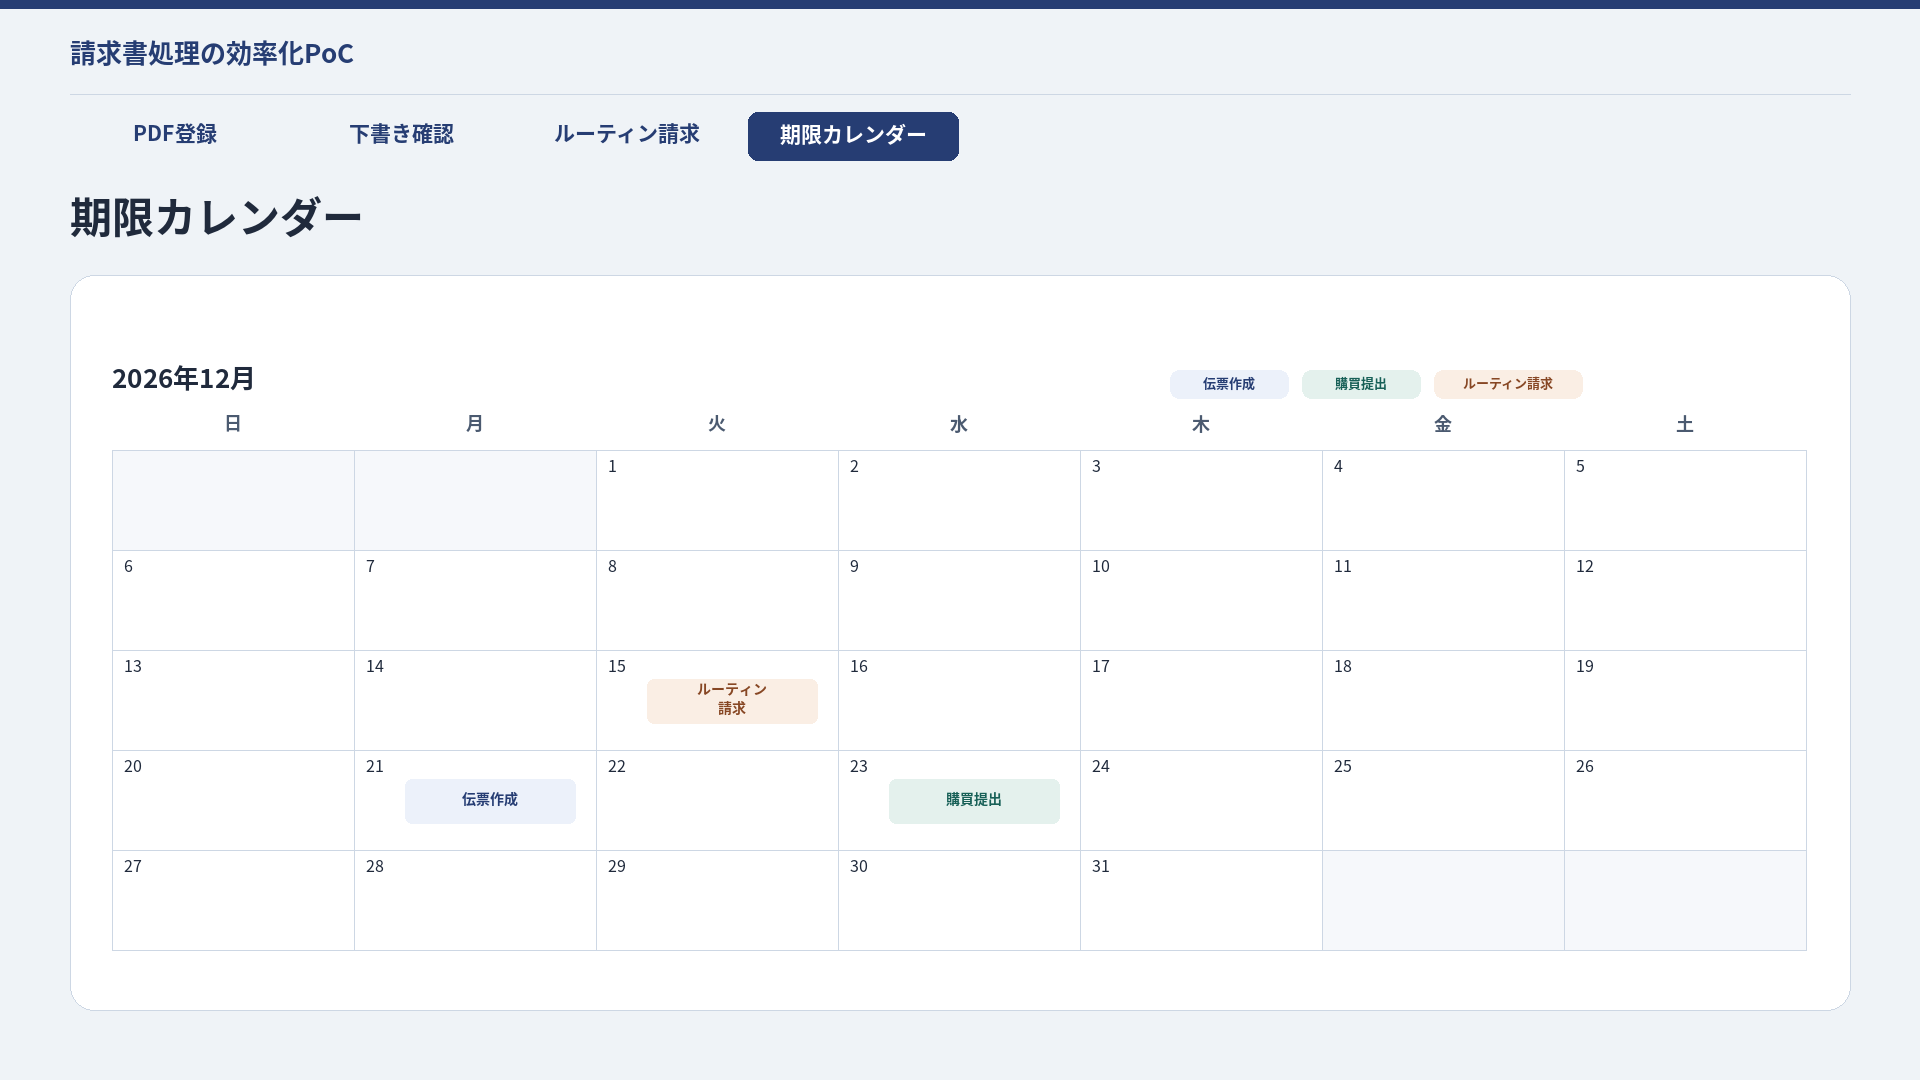 請求書処理の効率化PoC
PDF登録 下書き確認 ルーティン請求 期限カレンダー
期限カレンダー
2026年12月 伝票作成 購買提出 ルーティン請求
日 月 火 水 木 金 土
1 2 3 4 5
6 7 8 9 10 11 12
13 14 15 16 17 18 19
ルーティン
請求
20 21 22 23 24 25 26
伝票作成 購買提出
27 28 29 30 31